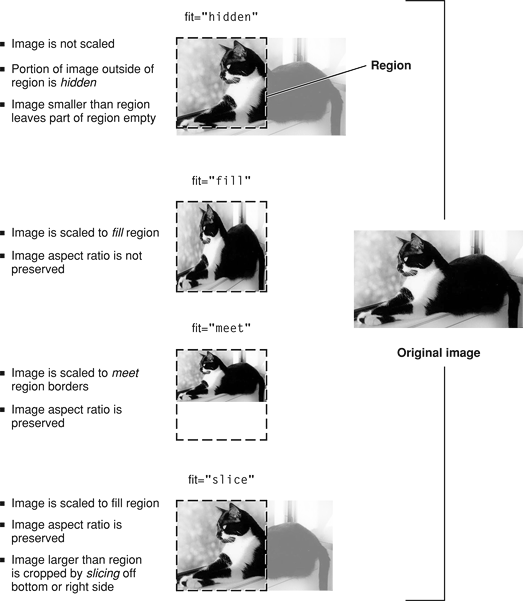 fit="hidden"
■ Image is not scaled
■ Portion of image outside of
region is hidden
■ Image smaller than region
leaves part of region empty
Region
fit="fill"
■ Image is scaled to fill region
■ Image aspect ratio is not
preserved
Original image
fit="meet"
■ Image is scaled to meet
region borders
■ Image aspect ratio is
preserved
fit="slice"
■ Image is scaled to fill region
■ Image aspect ratio is
preserved
■ Image larger than region
is cropped by slicing off
bottom or right side